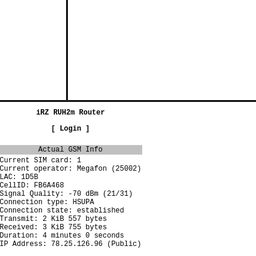 iRZ RUH2m Router
[ Login ]
Actual GSM Info
Current SIM card: 1
Current operator: Megafon (25002)
LAC: 1D5B
CellID: FB6A468
Signal Quality: -70 dBm (21/31)
Connection type: HSUPA
Connection state: established
Transmit: 2 KiB 557 bytes
Received: 3 KiB 755 bytes
Duration: 4 minutes 0 seconds
IP Address: 78.25.126.96 (Public)